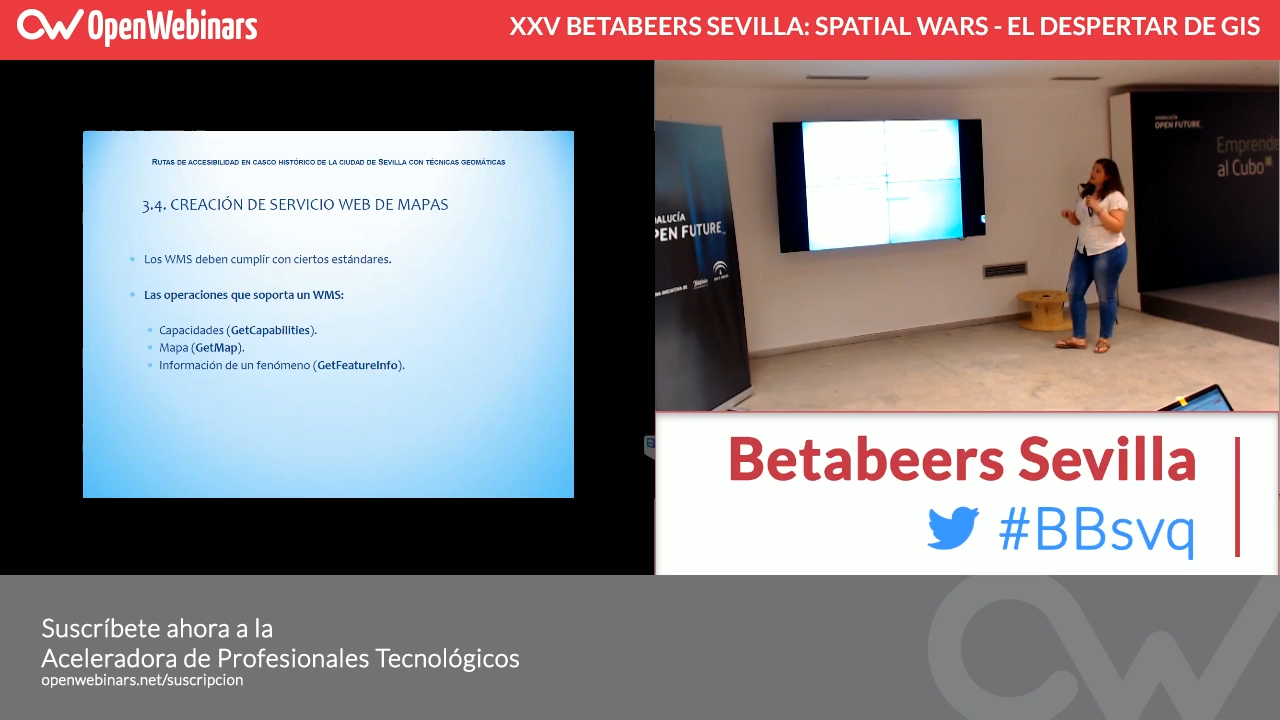 OpenWebinars
XXV BETABEERS SEVILLA: SPATIAL WARS - EL DESPERTAR DE GIS
RUTAS DE ACCESIBILIDAD EN CASCO HISTÓRICO DE LA CIUDAD DE SEVILLA CON TÉCNICAS GEOMÁTICAS
3.4. CREACIÓN DE SERVICIO WEB DE MAPAS
Los WMS deben cumplir con ciertos estándares.
Las operaciones que soporta un WMS:
Capacidades (GetCapabilities).
Mapa (GetMap).
Información de un fenómeno (GetFeatureInfo).
OPEN FUTURE_
Emprende
al Cubo
Betabeers Sevilla
#BBsvq
Suscríbete ahora a la
Aceleradora de Profesionales Tecnológicos
openwebinars.net/suscripcion